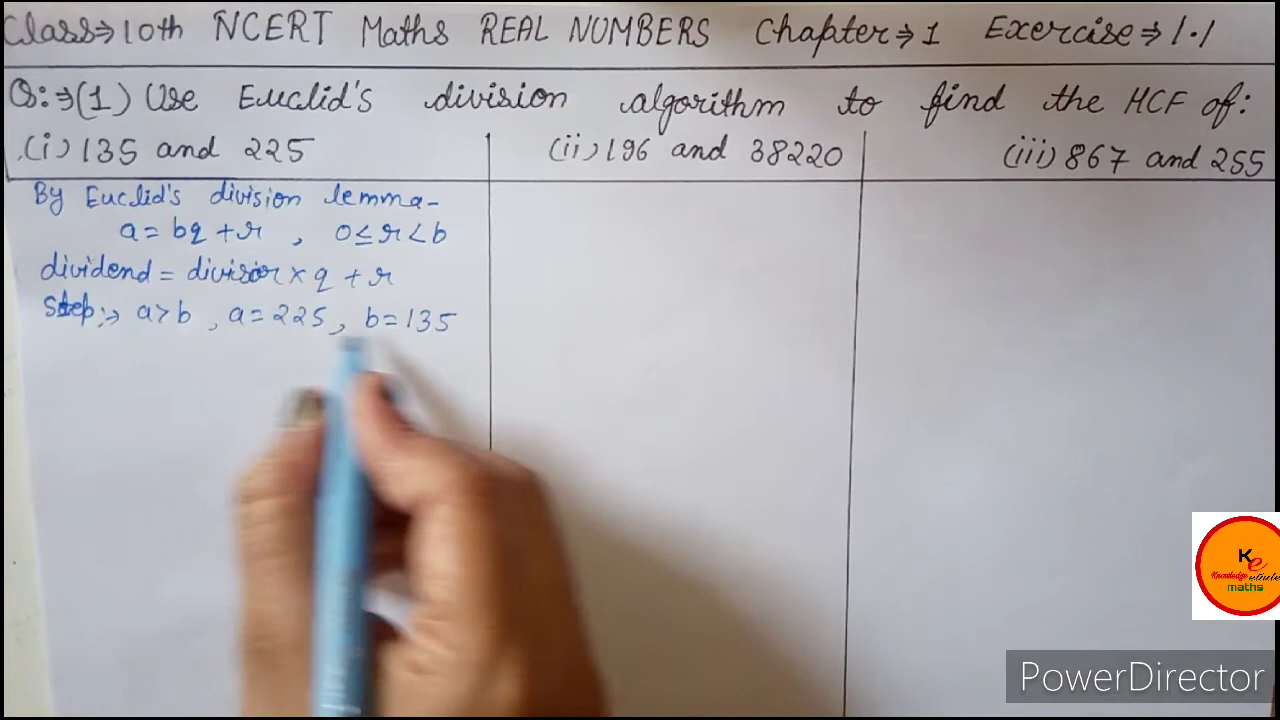 Class⇒10th NCERT Maths REAL NUMBERS Chapter⇒1 Exercise⇒1.1
Q:⇒(1) Use Euclid's division algorithm to find the HCF of:
(i) 135 and 225
(ii) 196 and 38220
(iii) 867 and 255
By Euclid's division lemma-
a = bq + r , 0 ≤ r < b
dividend = divisor × q + r
Step:⇒ a > b , a = 225 , b = 135
Ke
Knowledge
maths
PowerDirector